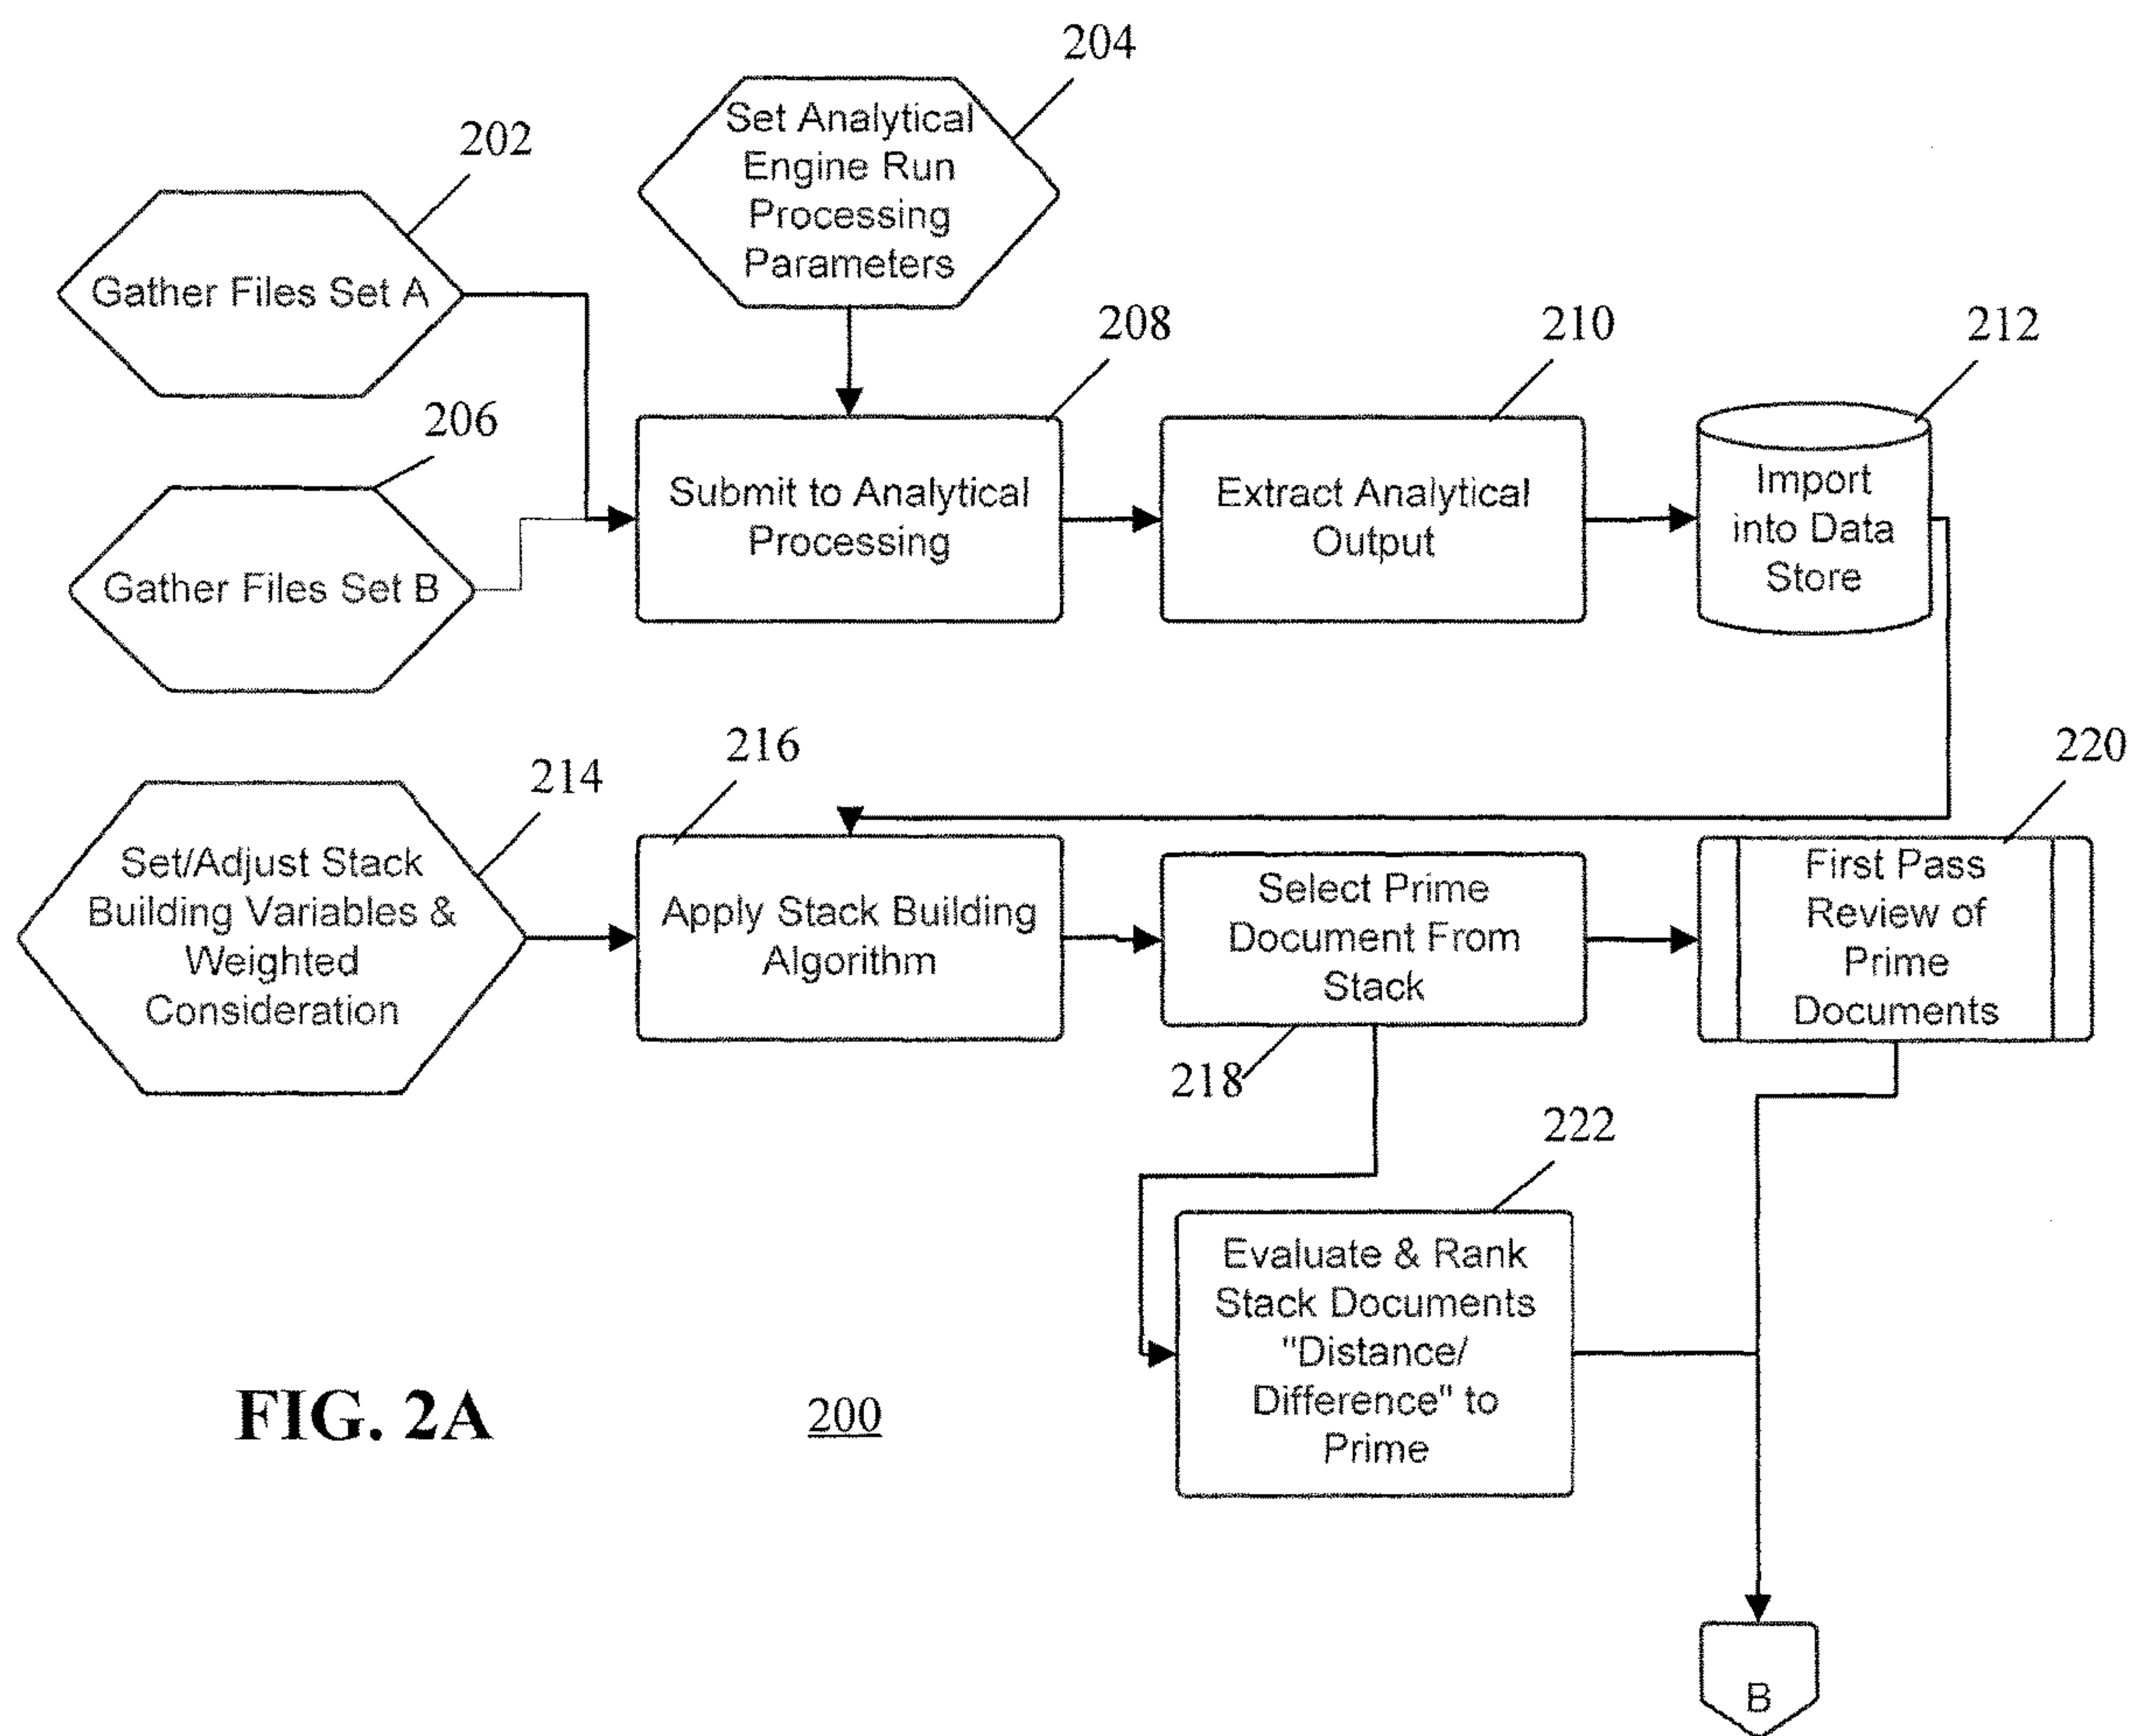 204
Set Analytical
Engine Run
Processing
Parameters
202
Gather Files Set A
206
Gather Files Set B
208
Submit to Analytical
Processing
210
Extract Analytical
Output
212
Import
into Data
Store
214
Set/Adjust Stack
Building Variables &
Weighted
Consideration
216
Apply Stack Building
Algorithm
Select Prime
Document From
Stack
218
220
First Pass
Review of
Prime
Documents
222
Evaluate & Rank
Stack Documents
"Distance/
Difference" to
Prime
FIG. 2A
200
B